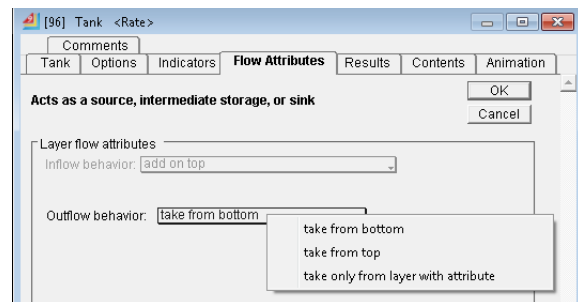 [96] Tank <Rate>
Comments
Tank Options Indicators Flow Attributes Results Contents Animation
Acts as a source, intermediate storage, or sink
OK
Cancel
Layer flow attributes
Inflow behavior: add on top
Outflow behavior: take from bottom
take from bottom
take from top
take only from layer with attribute